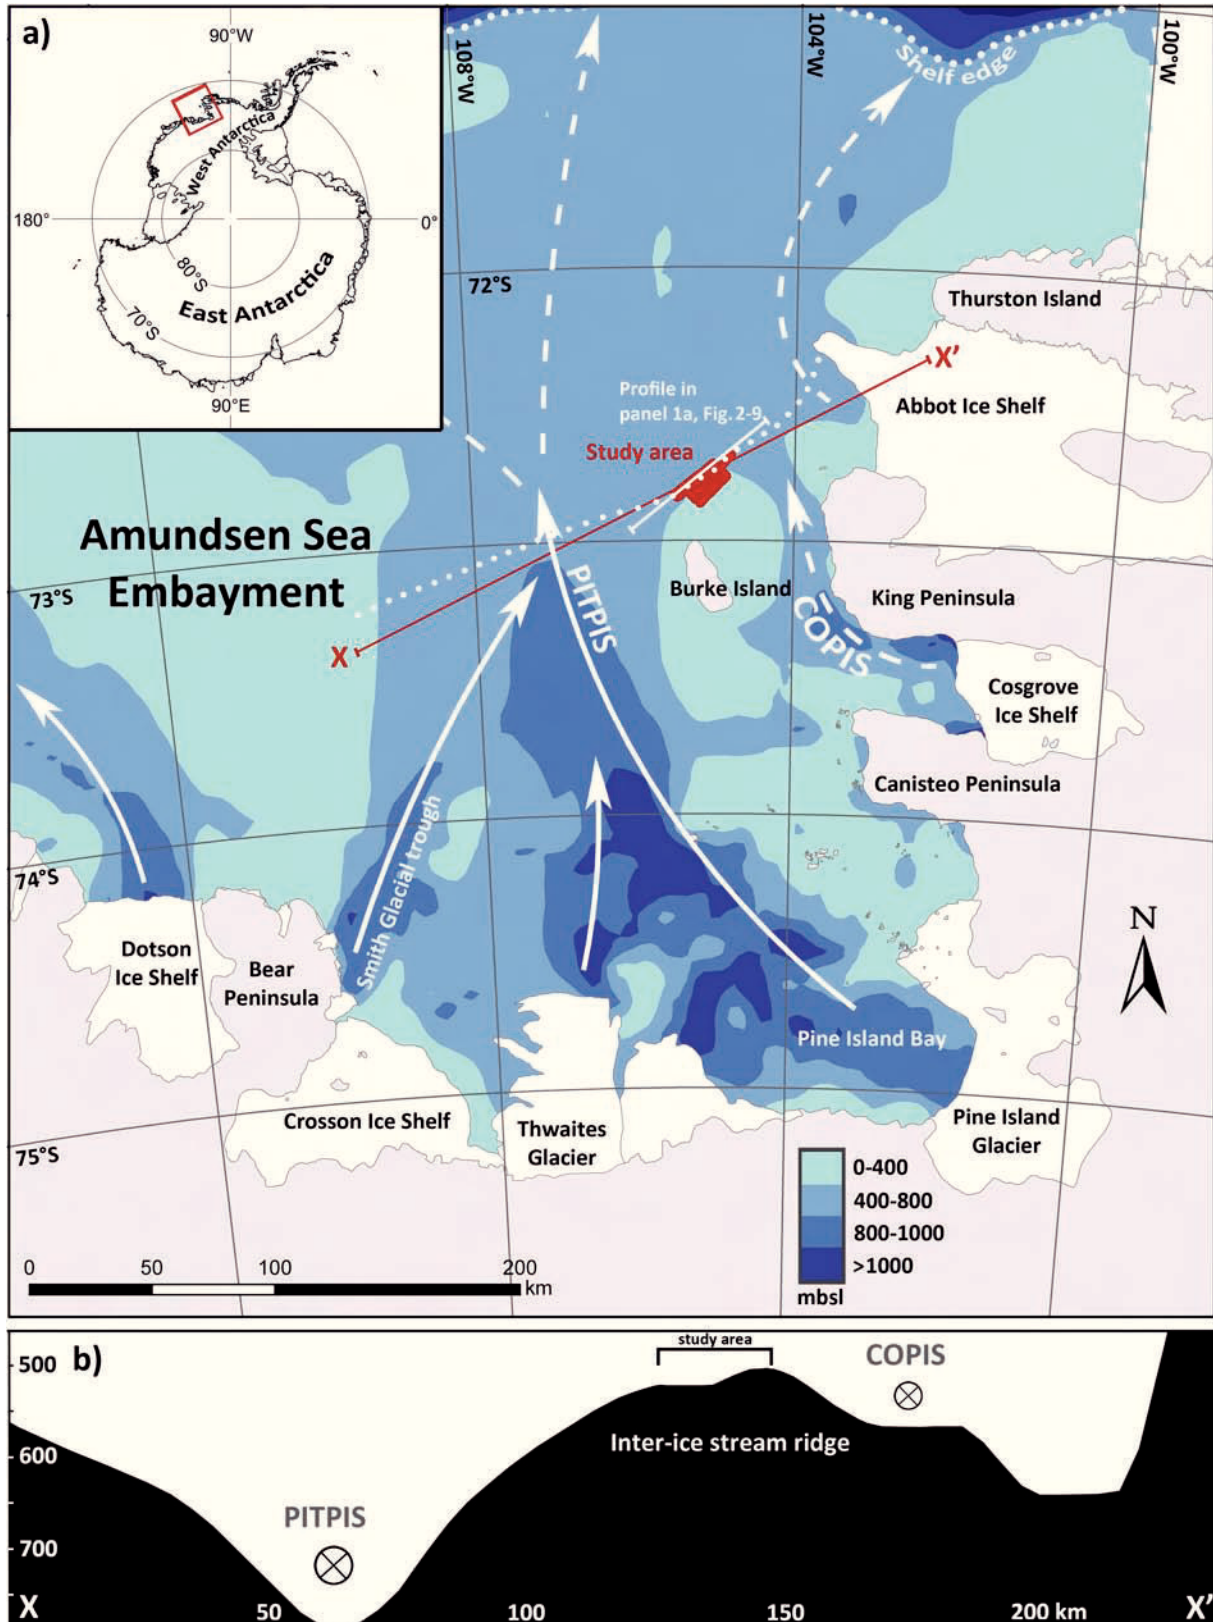 a)
90°W
West Antarctica
180°
0°
80°S
East Antarctica
70°S
90°E
108°W
104°W
100°W
Shelf edge
72°S
Thurston Island
X'
Profile in
panel 1a, Fig. 2-9
Abbot Ice Shelf
Study area
Amundsen Sea
Embayment
73°S
PITPIS
Burke Island
King Peninsula
COPIS
X
Cosgrove
Ice Shelf
Canisteo Peninsula
Smith Glacial trough
74°S
N
Dotson
Ice Shelf
Bear
Peninsula
Pine Island Bay
Crosson Ice Shelf
Thwaites
Glacier
Pine Island
Glacier
75°S
0-400
400-800
800-1000
>1000
mbsl
0 50 100 200
km
b)
study area
500
COPIS
600
Inter-ice stream ridge
PITPIS
700
X 50 100 150 200 km X'